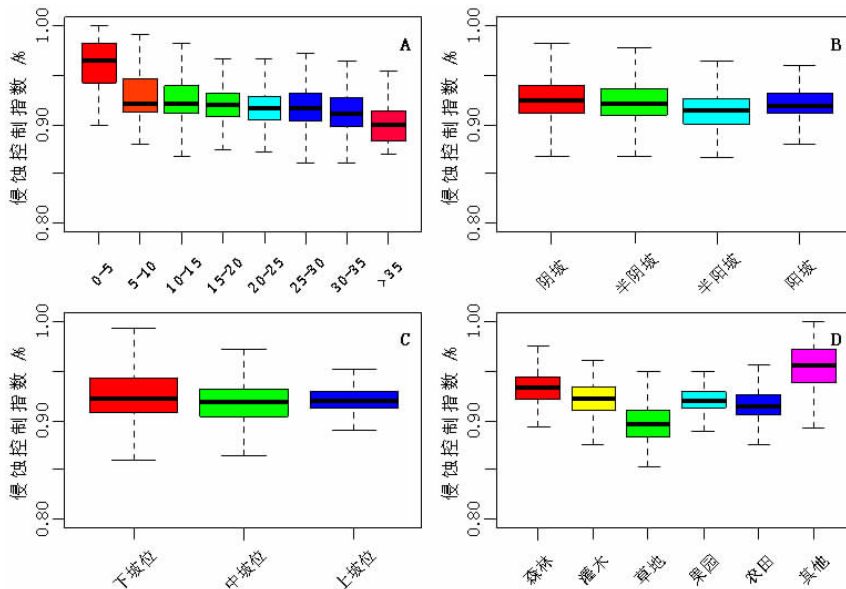 侵蚀控制指数 /%
1.00
0.90
0.80
A
0-5
5-10
10-15
15-20
20-25
25-30
30-35
>35
侵蚀控制指数 /%
1.00
0.90
0.80
B
阴坡
半阴坡
半阳坡
阳坡
侵蚀控制指数 /%
1.00
0.90
0.80
C
下坡位
中坡位
上坡位
侵蚀控制指数 /%
1.00
0.90
0.80
D
森林
灌木
草地
果园
农田
其他